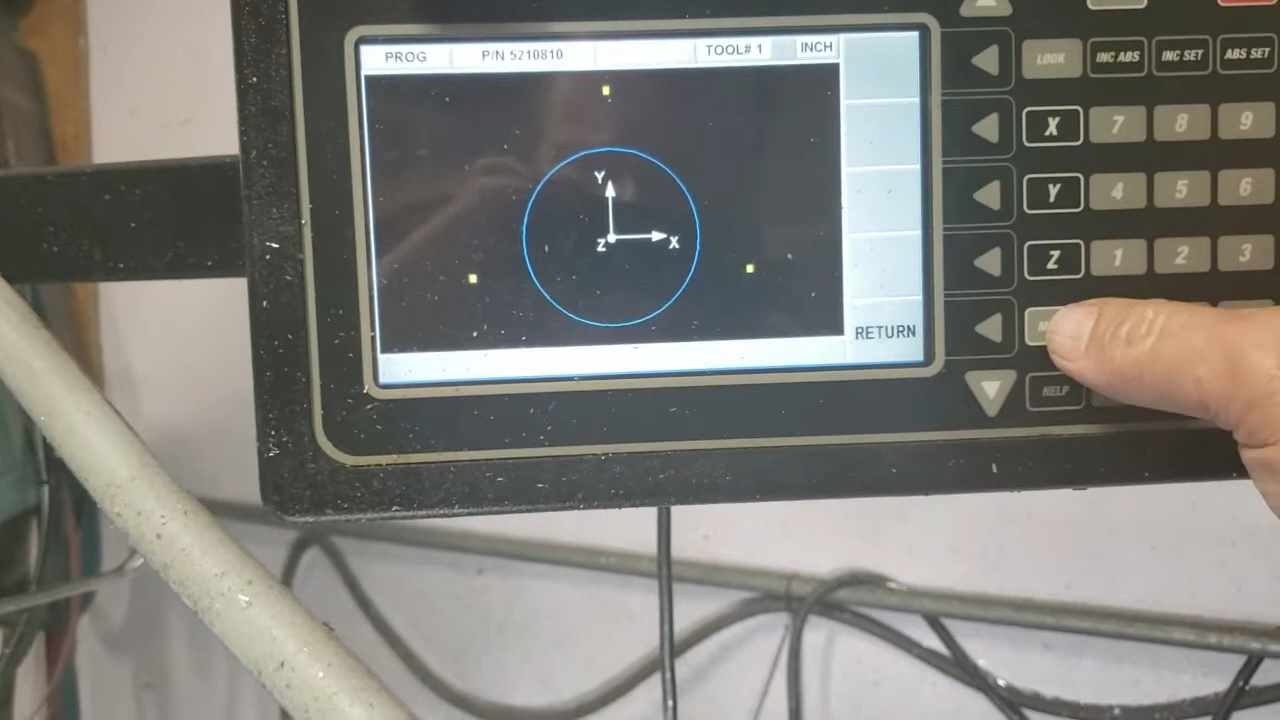 PROG P/N 5210810 TOOL# 1 INCH
LOOK INC ABS INC SET ABS SET
X 7 8 9
Y
Y 4 5 6
Z X
Z 1 2 3
RETURN
HELP